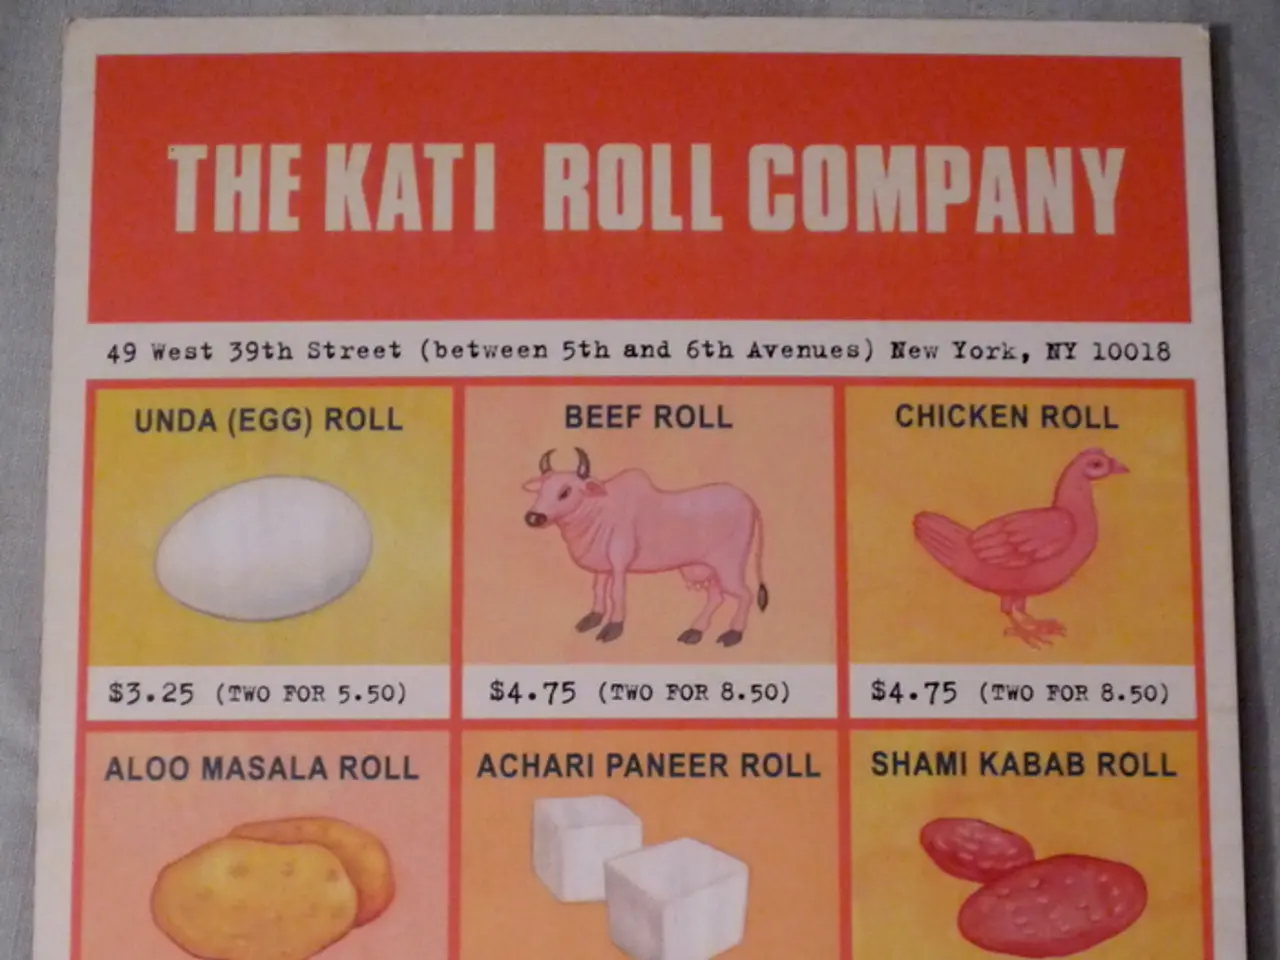 THE KATI ROLL COMPANY
49 West 39th Street (between 5th and 6th Avenues) New York, NY 10018
UNDA (EGG) ROLL
$3.25 (TWO FOR 5.50)
BEEF ROLL
$4.75 (TWO FOR 8.50)
CHICKEN ROLL
$4.75 (TWO FOR 8.50)
ALOO MASALA ROLL
ACHARI PANEER ROLL
SHAMI KABAB ROLL